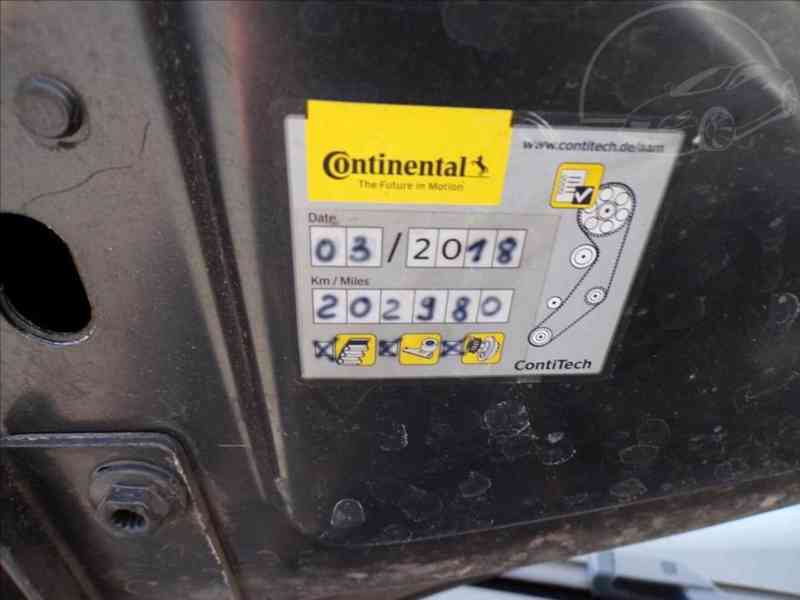 Continental
The Future in Motion
www.contitech.de/aam
Date
03/2018
Km / Miles
202980
ContiTech